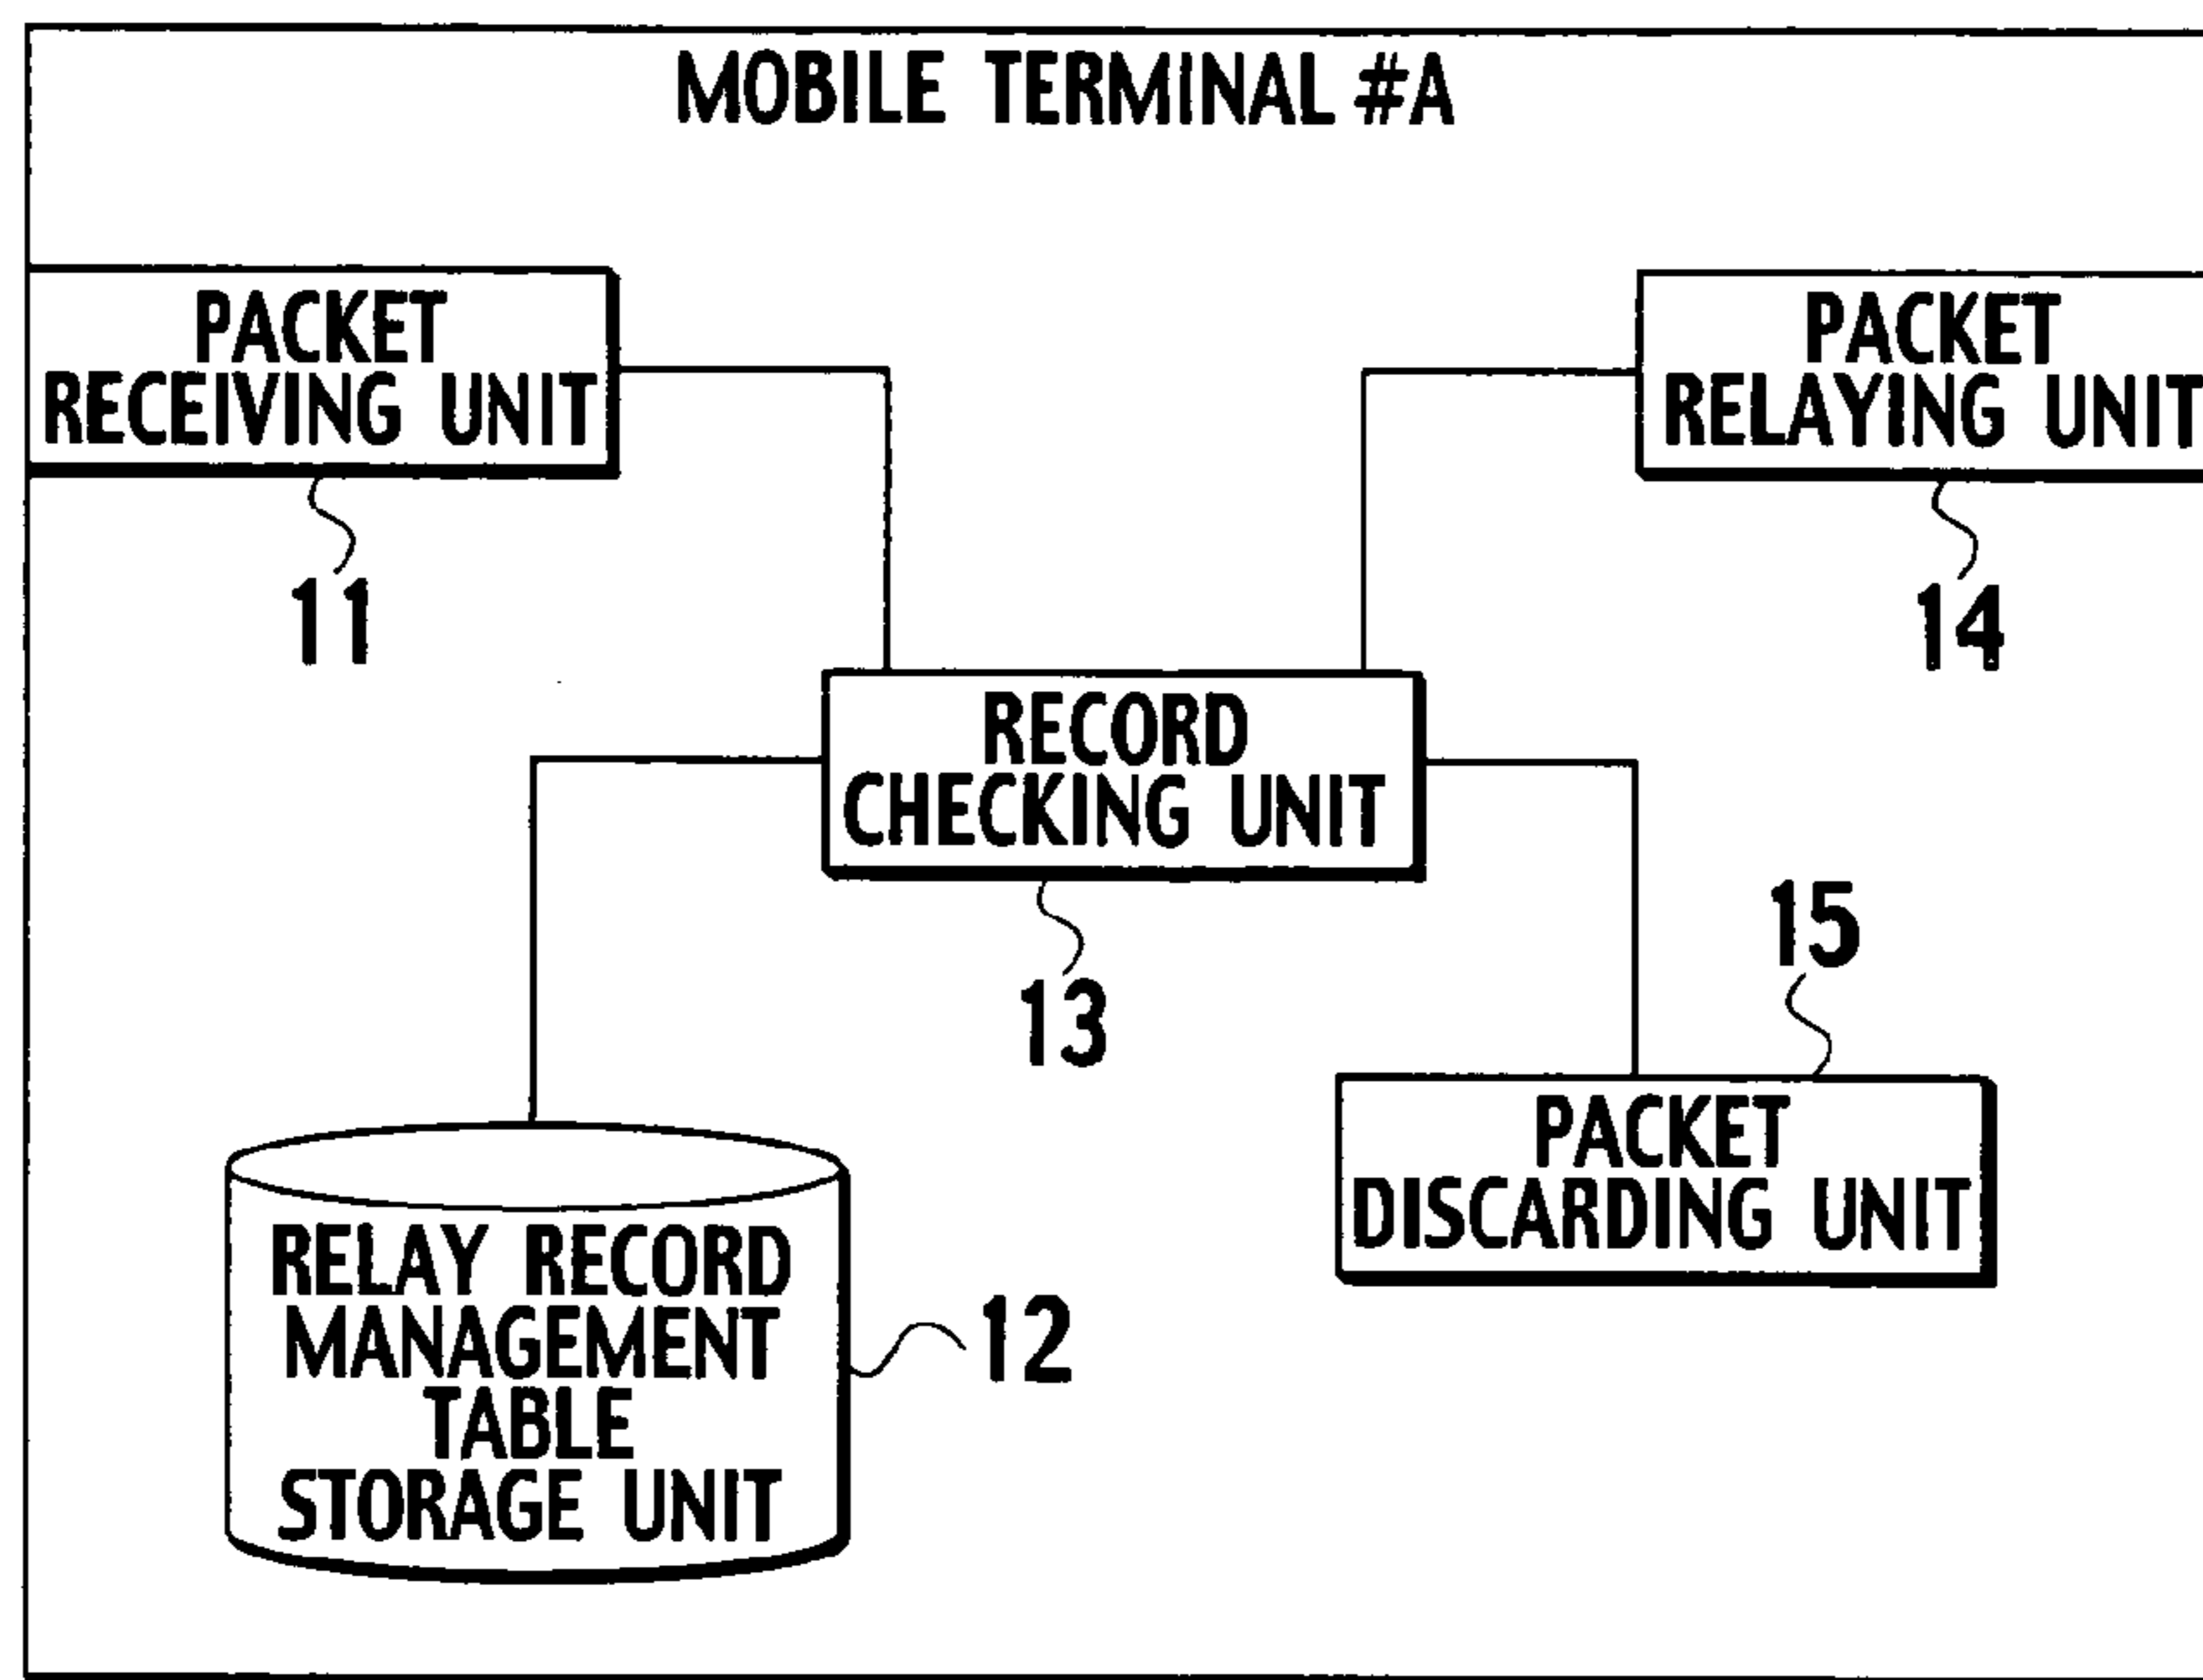 MOBILE TERMINAL #A
PACKET
RECEIVING UNIT
11
PACKET
RELAYING UNIT
14
RECORD
CHECKING UNIT
13
15
PACKET
DISCARDING UNIT
RELAY RECORD
MANAGEMENT
TABLE
STORAGE UNIT
12